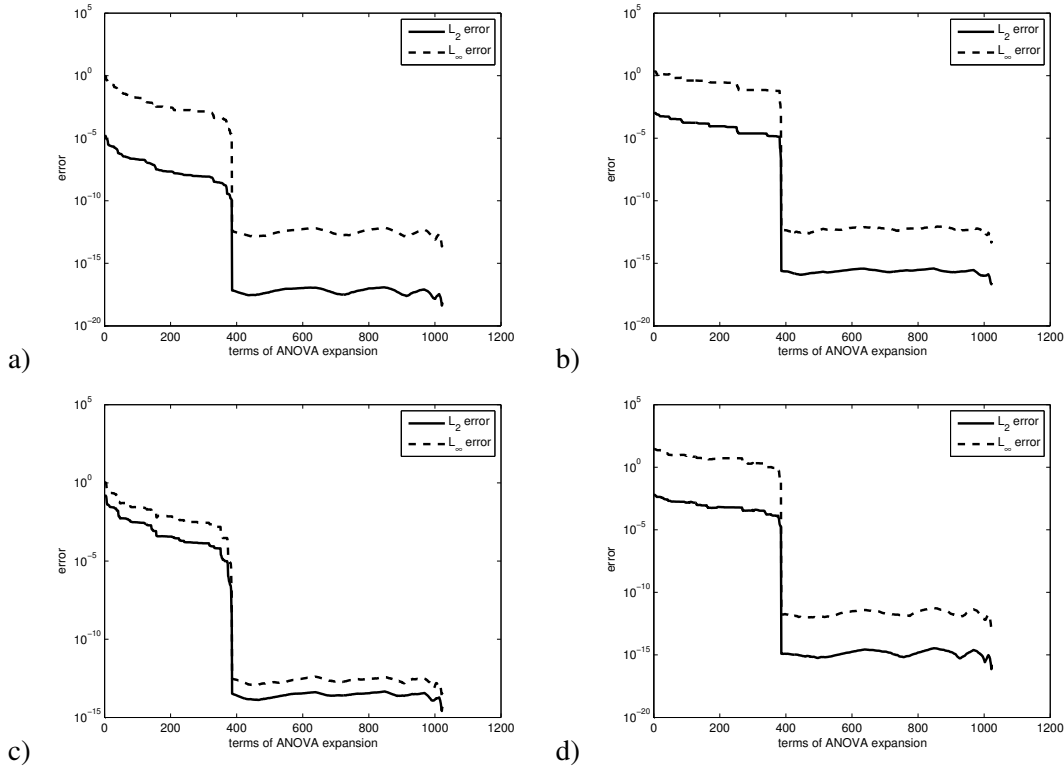 a)
10^5
10^0
10^-5
10^-10
10^-15
10^-20
error
0 200 400 600 800 1000 1200
terms of ANOVA expansion
L_2 error
L_∞ error
b)
10^5
10^0
10^-5
10^-10
10^-15
10^-20
error
0 200 400 600 800 1000 1200
terms of ANOVA expansion
L_2 error
L_∞ error
c)
10^5
10^0
10^-5
10^-10
10^-15
error
0 200 400 600 800 1000 1200
terms of ANOVA expansion
L_2 error
L_∞ error
d)
10^5
10^0
10^-5
10^-10
10^-15
10^-20
error
0 200 400 600 800 1000 1200
terms of ANOVA expansion
L_2 error
L_∞ error